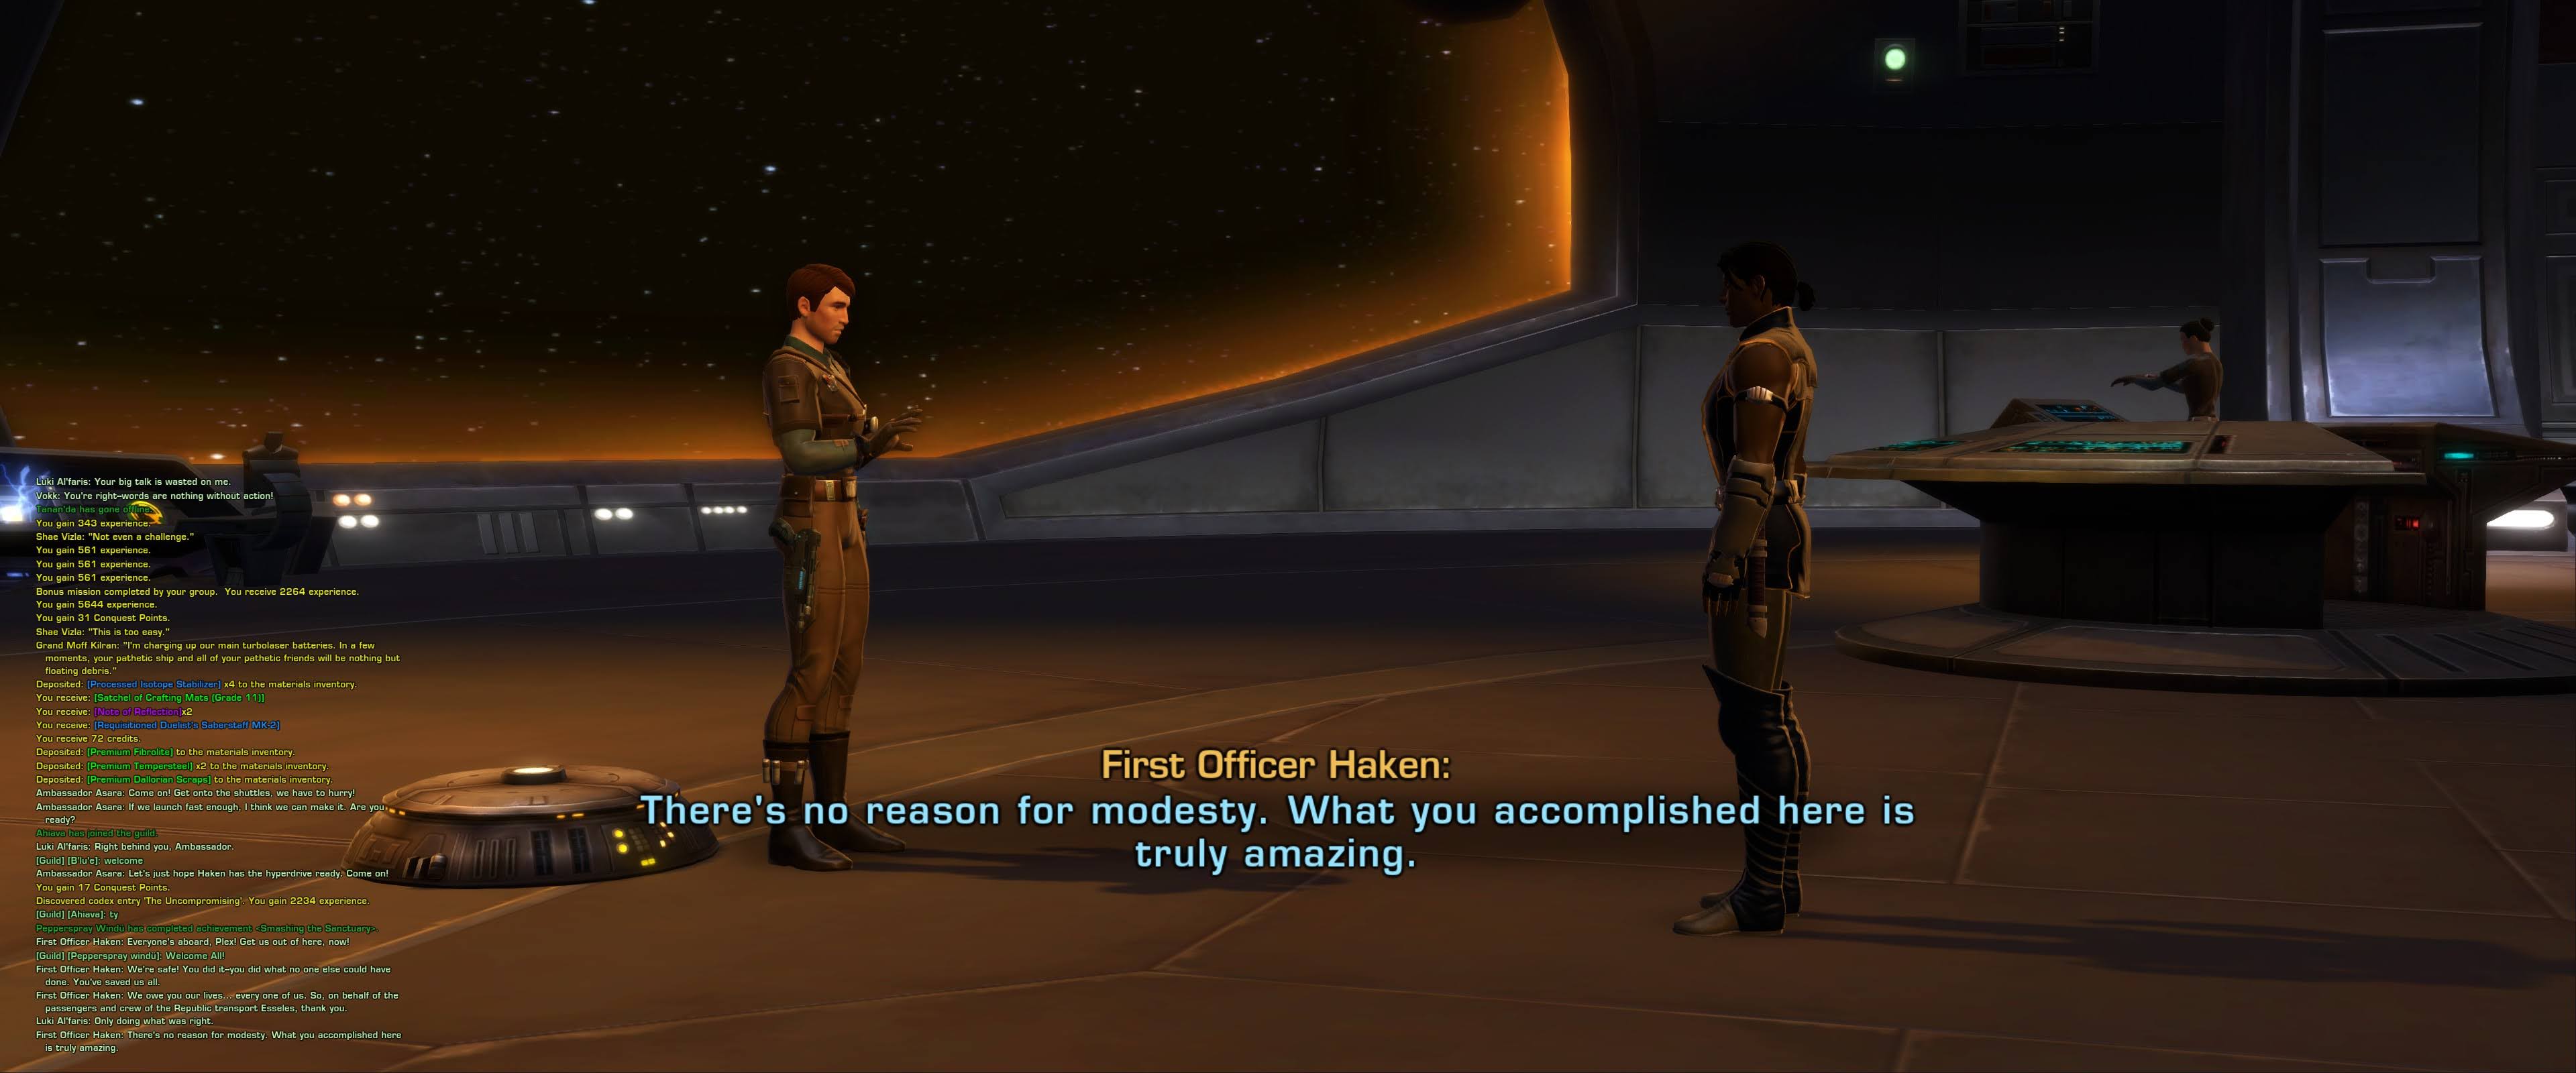 Luki Al'faris: Your big talk is wasted on me.
Vokk: You're right–words are nothing without action!
Tanan'da has gone offline.
You gain 343 experience.
Shae Vizla: "Not even a challenge."
You gain 561 experience.
You gain 561 experience.
You gain 561 experience.
Bonus mission completed by your group. You receive 2264 experience.
You gain 5644 experience.
You gain 31 Conquest Points.
Shae Vizla: "This is too easy."
Grand Moff Kilran: "I'm charging up our main turbolaser batteries. In a few
moments, your pathetic ship and all of your pathetic friends will be nothing but
floating debris."
Deposited: [Processed Isotope Stabilizer] x4 to the materials inventory.
You receive: [Satchel of Crafting Mats (Grade 11)]
You receive: [Note of Reflection]x2
You receive: [Requisitioned Duelist's Saberstaff MK-2]
You receive 72 credits.
Deposited: [Premium Fibrolite] to the materials inventory.
Deposited: [Premium Tempersteel] x2 to the materials inventory.
Deposited: [Premium Dallorian Scraps] to the materials inventory.
Ambassador Asara: Come on! Get onto the shuttles, we have to hurry!
Ambassador Asara: If we launch fast enough, I think we can make it. Are you
ready?
Ahiava has joined the guild.
Luki Al'faris: Right behind you, Ambassador.
[Guild] [B'lu'e]: welcome
Ambassador Asara: Let's just hope Haken has the hyperdrive ready. Come on!
You gain 17 Conquest Points.
Discovered codex entry 'The Uncompromising'. You gain 2234 experience.
[Guild] [Ahiava]: ty
Pepperspray Windu has completed achievement <Smashing the Sanctuary>.
First Officer Haken: Everyone's aboard, Plex! Get us out of here, now!
[Guild] [Pepperspray windu]: Welcome All!
First Officer Haken: We're safe! You did it–you did what no one else could have
done. You've saved us all.
First Officer Haken: We owe you our lives... every one of us. So, on behalf of the
passengers and crew of the Republic transport Esseles, thank you.
Luki Al'faris: Only doing what was right.
First Officer Haken: There's no reason for modesty. What you accomplished here
is truly amazing.
First Officer Haken:
There's no reason for modesty. What you accomplished here is
truly amazing.